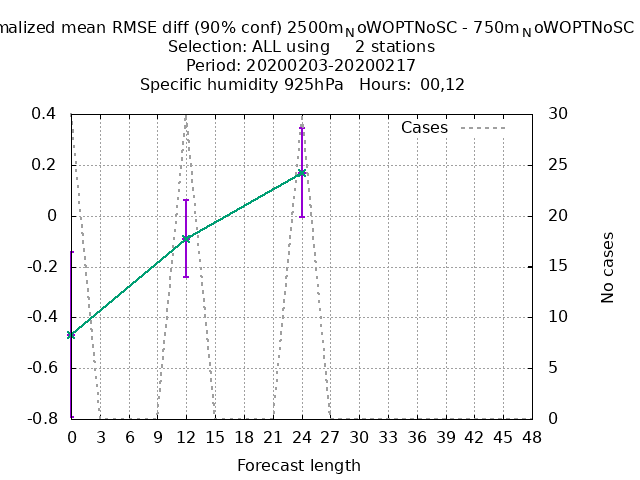 malized mean RMSE diff (90% conf) 2500mNoWOPTNoSC - 750mNoWOPTNoSC
Selection: ALL using 2 stations
Period: 20200203-20200217
Specific humidity 925hPa Hours: 00,12
Cases
0.4
0.2
0
-0.2
-0.4
-0.6
-0.8
30
25
20
15
10
5
0
No cases
0 3 6 9 12 15 18 21 24 27 30 33 36 39 42 45 48
Forecast length